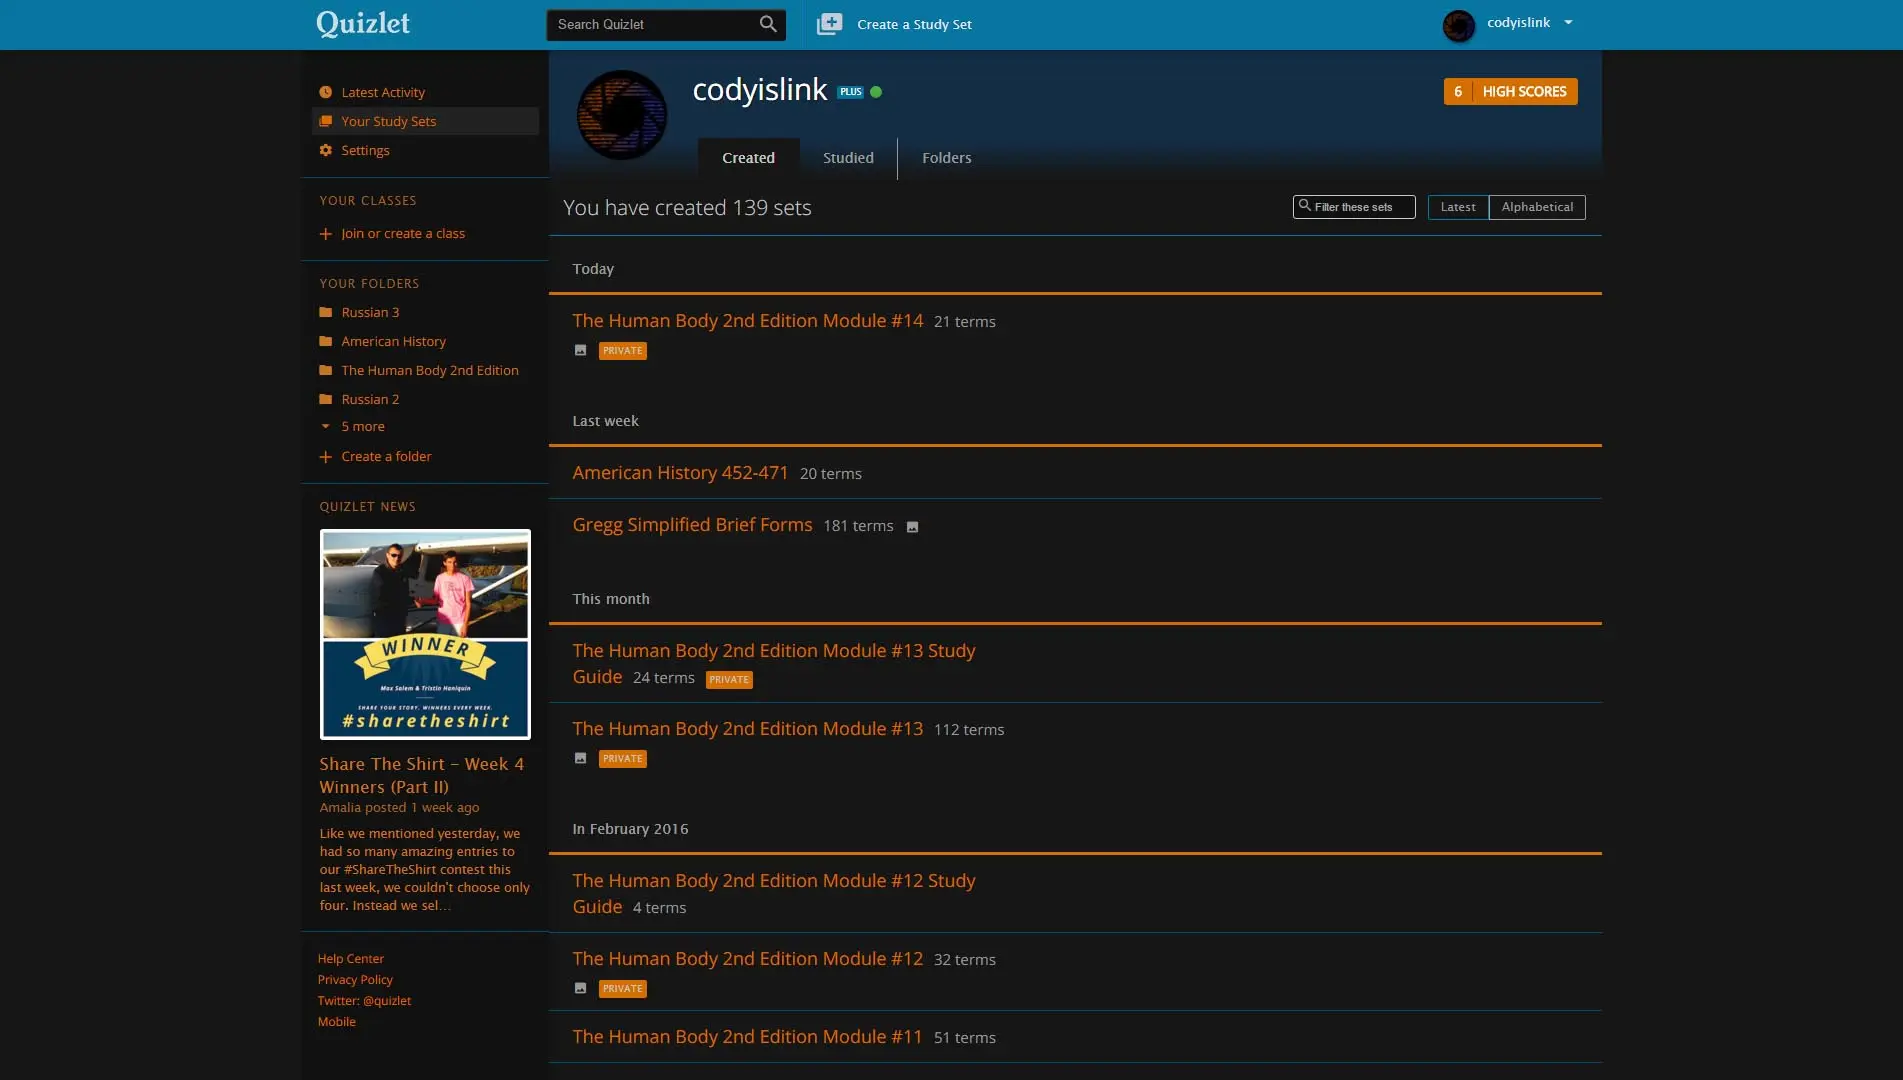 Quizlet
Search Quizlet
Create a Study Set
codyislink
Latest Activity
Your Study Sets
Settings
YOUR CLASSES
Join or create a class
YOUR FOLDERS
Russian 3
American History
The Human Body 2nd Edition
Russian 2
5 more
Create a folder
QUIZLET NEWS
WINNER
Max Salem & Tristin Haniquin
SHARE YOUR STORY. WINNERS EVERY WEEK.
#sharetheshirt
Share The Shirt – Week 4
Winners (Part II)
Amalia posted 1 week ago
Like we mentioned yesterday, we
had so many amazing entries to
our #ShareTheShirt contest this
last week, we couldn't choose only
four. Instead we sel...
Help Center
Privacy Policy
Twitter: @quizlet
Mobile
codyislink PLUS
6 HIGH SCORES
Created Studied Folders
You have created 139 sets
Filter these sets
Latest Alphabetical
Today
The Human Body 2nd Edition Module #14 21 terms
PRIVATE
Last week
American History 452-471 20 terms
Gregg Simplified Brief Forms 181 terms
This month
The Human Body 2nd Edition Module #13 Study
Guide 24 terms PRIVATE
The Human Body 2nd Edition Module #13 112 terms
PRIVATE
In February 2016
The Human Body 2nd Edition Module #12 Study
Guide 4 terms
The Human Body 2nd Edition Module #12 32 terms
PRIVATE
The Human Body 2nd Edition Module #11 51 terms